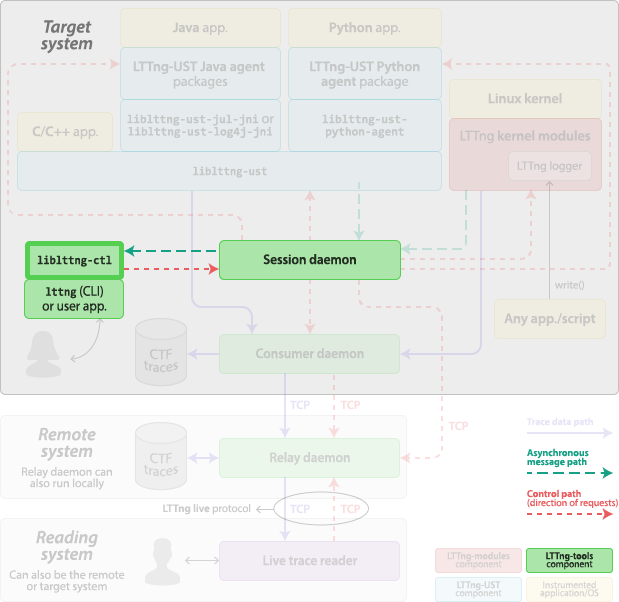 Target
system
Java app.
Python app.
LTTng-UST Java agent
packages
LTTng-UST Python
agent package
Linux kernel
liblttng-ust-jul-jni or
liblttng-ust-log4j-jni
liblttng-ust-
python-agent
C/C++ app.
LTTng kernel modules
LTTng logger
liblttng-ust
liblttng-ctl
Session daemon
lttng (CLI)
or user app.
write()
Any app./script
CTF
traces
Consumer daemon
TCP
TCP
TCP
Remote
system
Relay daemon can
also run locally
CTF
traces
Relay daemon
Trace data path
Asynchronous
message path
Control path
(direction of requests)
LTTng live protocol
TCP
TCP
Reading
system
Can also be the remote
or target system
Live trace reader
LTTng-modules
component
LTTng-tools
component
LTTng-UST
component
Instrumented
application/OS